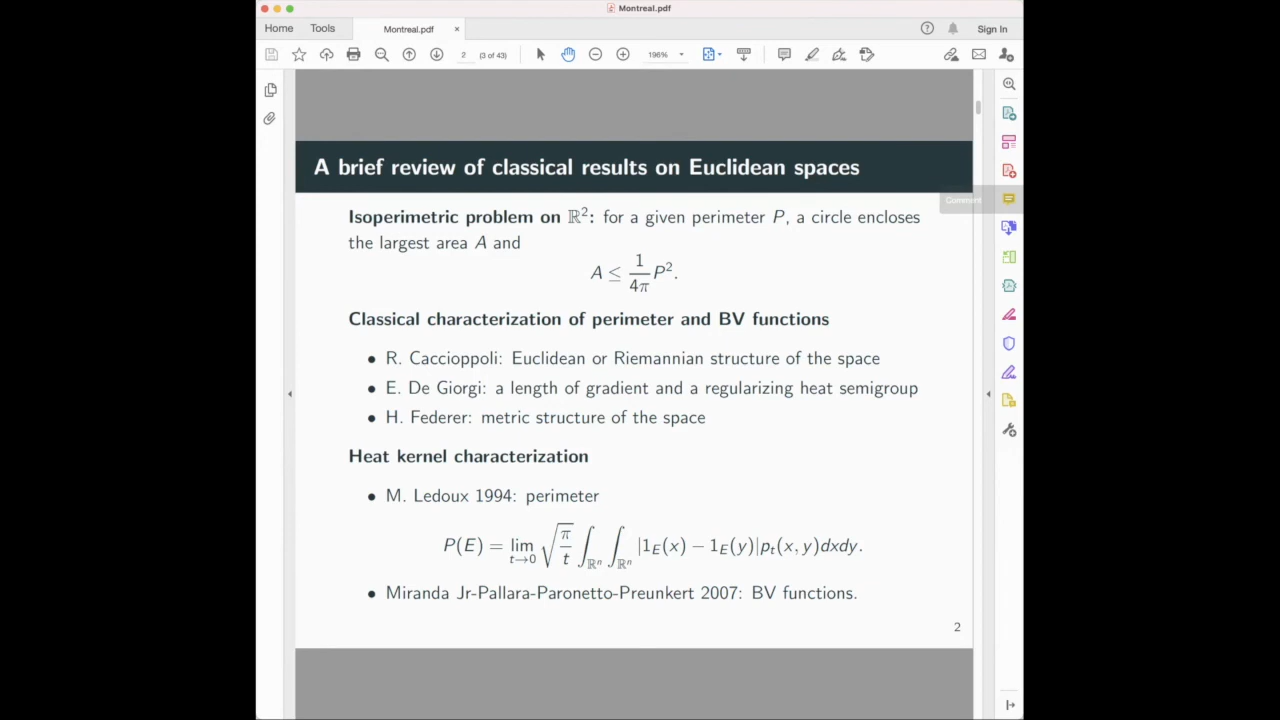 Montreal.pdf
Home Tools Montreal.pdf × Sign In
2 (3 of 43) 196%
A brief review of classical results on Euclidean spaces
Comment
Isoperimetric problem on ℝ²: for a given perimeter P, a circle encloses
the largest area A and
A ≤ 1/4π P².
Classical characterization of perimeter and BV functions
• R. Caccioppoli: Euclidean or Riemannian structure of the space
• E. De Giorgi: a length of gradient and a regularizing heat semigroup
• H. Federer: metric structure of the space
Heat kernel characterization
• M. Ledoux 1994: perimeter
P(E) = lim_{t→0} √(π/t) ∫_{ℝⁿ} ∫_{ℝⁿ} |1_E(x) − 1_E(y)|p_t(x, y)dxdy.
• Miranda Jr-Pallara-Paronetto-Preunkert 2007: BV functions.
2